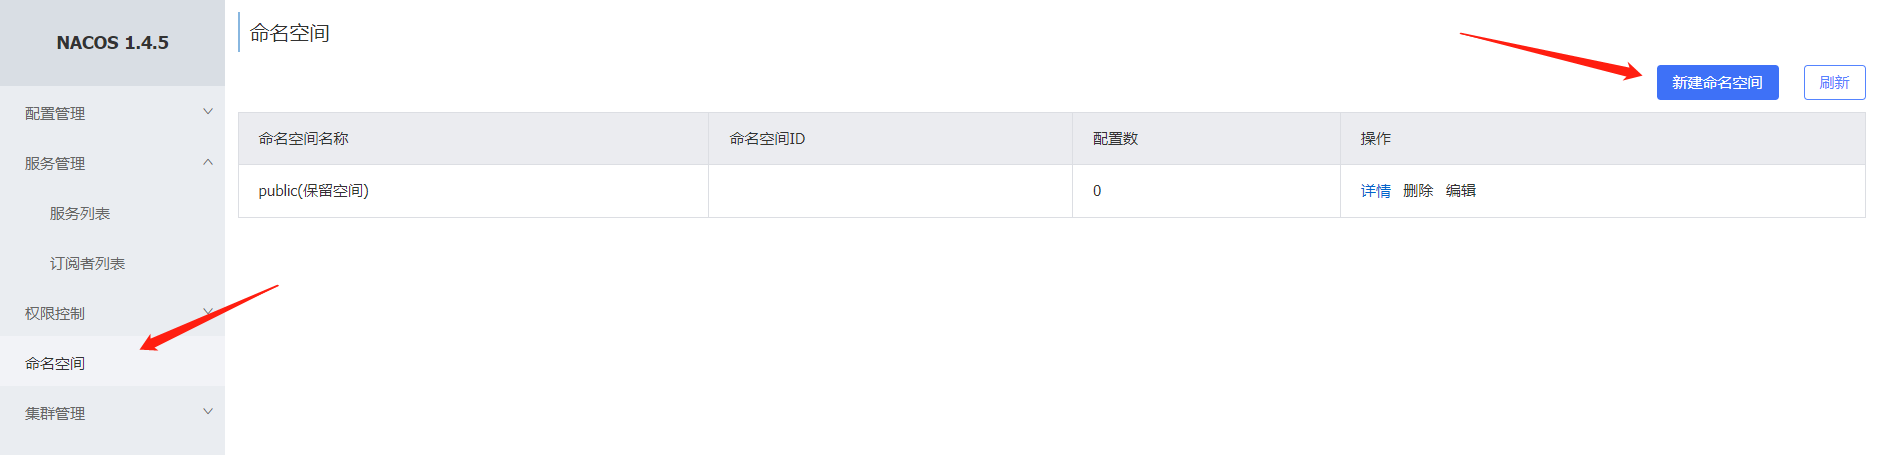 NACOS 1.4.5
配置管理
服务管理
服务列表
订阅者列表
权限控制
命名空间
集群管理
命名空间
新建命名空间 刷新
命名空间名称 命名空间ID 配置数 操作
public(保留空间) 0 详情 删除 编辑